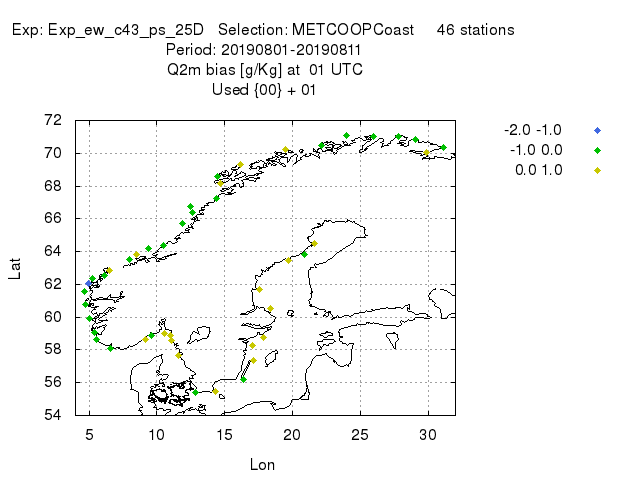 Exp: Exp_ew_c43_ps_25D   Selection: METCOOPCoast     46 stations
Period: 20190801-20190811
Q2m bias [g/Kg] at  01 UTC
Used {00} + 01
-2.0 -1.0
-1.0 0.0
0.0 1.0
72
70
68
66
64
62
60
58
56
54
Lat
5 10 15 20 25 30
Lon